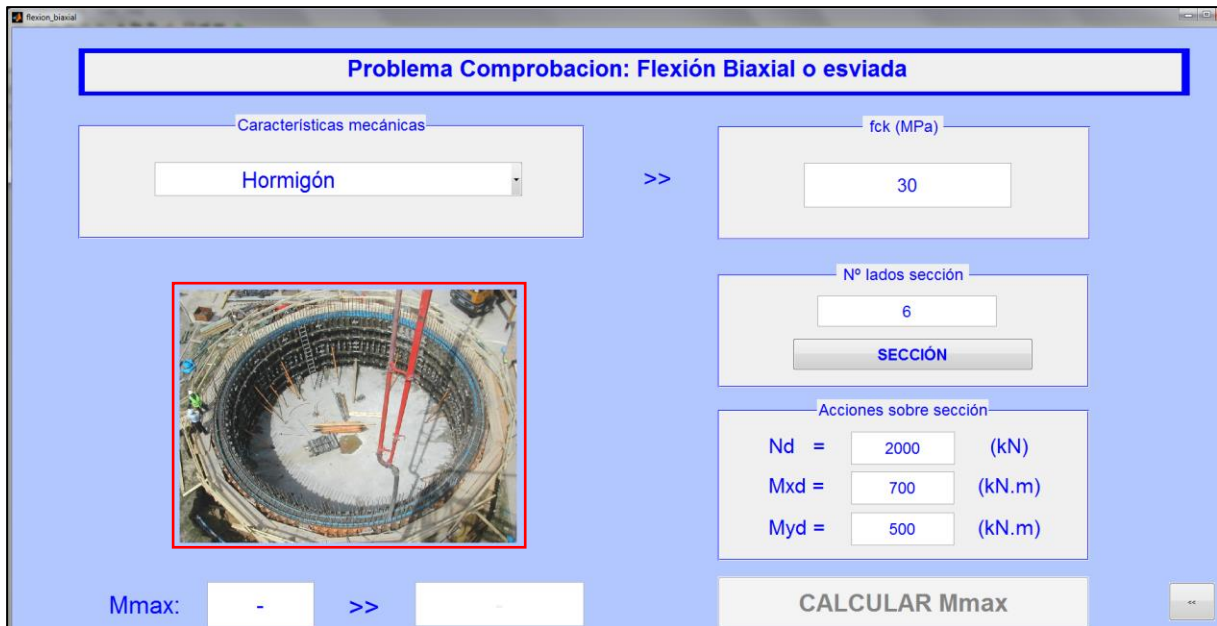 flexion_biaxial
Problema Comprobacion: Flexión Biaxial o esviada
Características mecánicas
Hormigón
>>
fck (MPa)
30
Nº lados sección
6
SECCIÓN
Acciones sobre sección
Nd = 2000 (kN)
Mxd = 700 (kN.m)
Myd = 500 (kN.m)
Mmax: - >> -
CALCULAR Mmax
<<